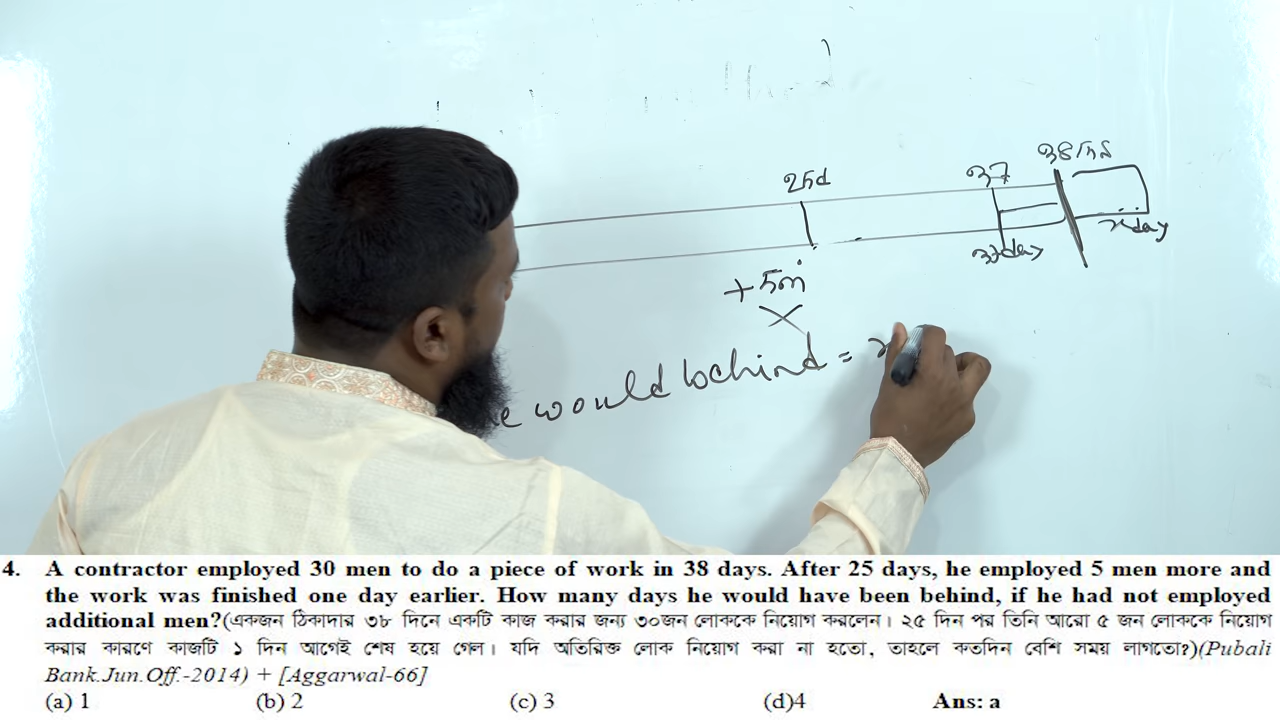 25d
37
38দিন
+5m
37day
x day
would behind =
4. A contractor employed 30 men to do a piece of work in 38 days. After 25 days, he employed 5 men more and
the work was finished one day earlier. How many days he would have been behind, if he had not employed
additional men?(একজন ঠিকাদার ৩৮ দিনে একটি কাজ করার জন্য ৩০জন লোককে নিয়োগ করলেন। ২৫ দিন পর তিনি আরো ৫ জন লোককে নিয়োগ
করার কারণে কাজটি ১ দিন আগেই শেষ হয়ে গেল। যদি অতিরিক্ত লোক নিয়োগ করা না হতো, তাহলে কতদিন বেশি সময় লাগতো?)(Pubali
Bank.Jun.Off.-2014) + [Aggarwal-66]
(a) 1 (b) 2 (c) 3 (d)4 Ans: a